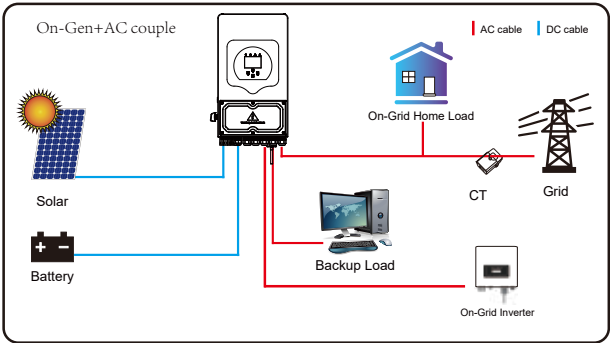 On-Gen+AC couple
AC cable
DC cable
On-Grid Home Load
Solar
CT
Grid
Battery
Backup Load
On-Grid Inverter